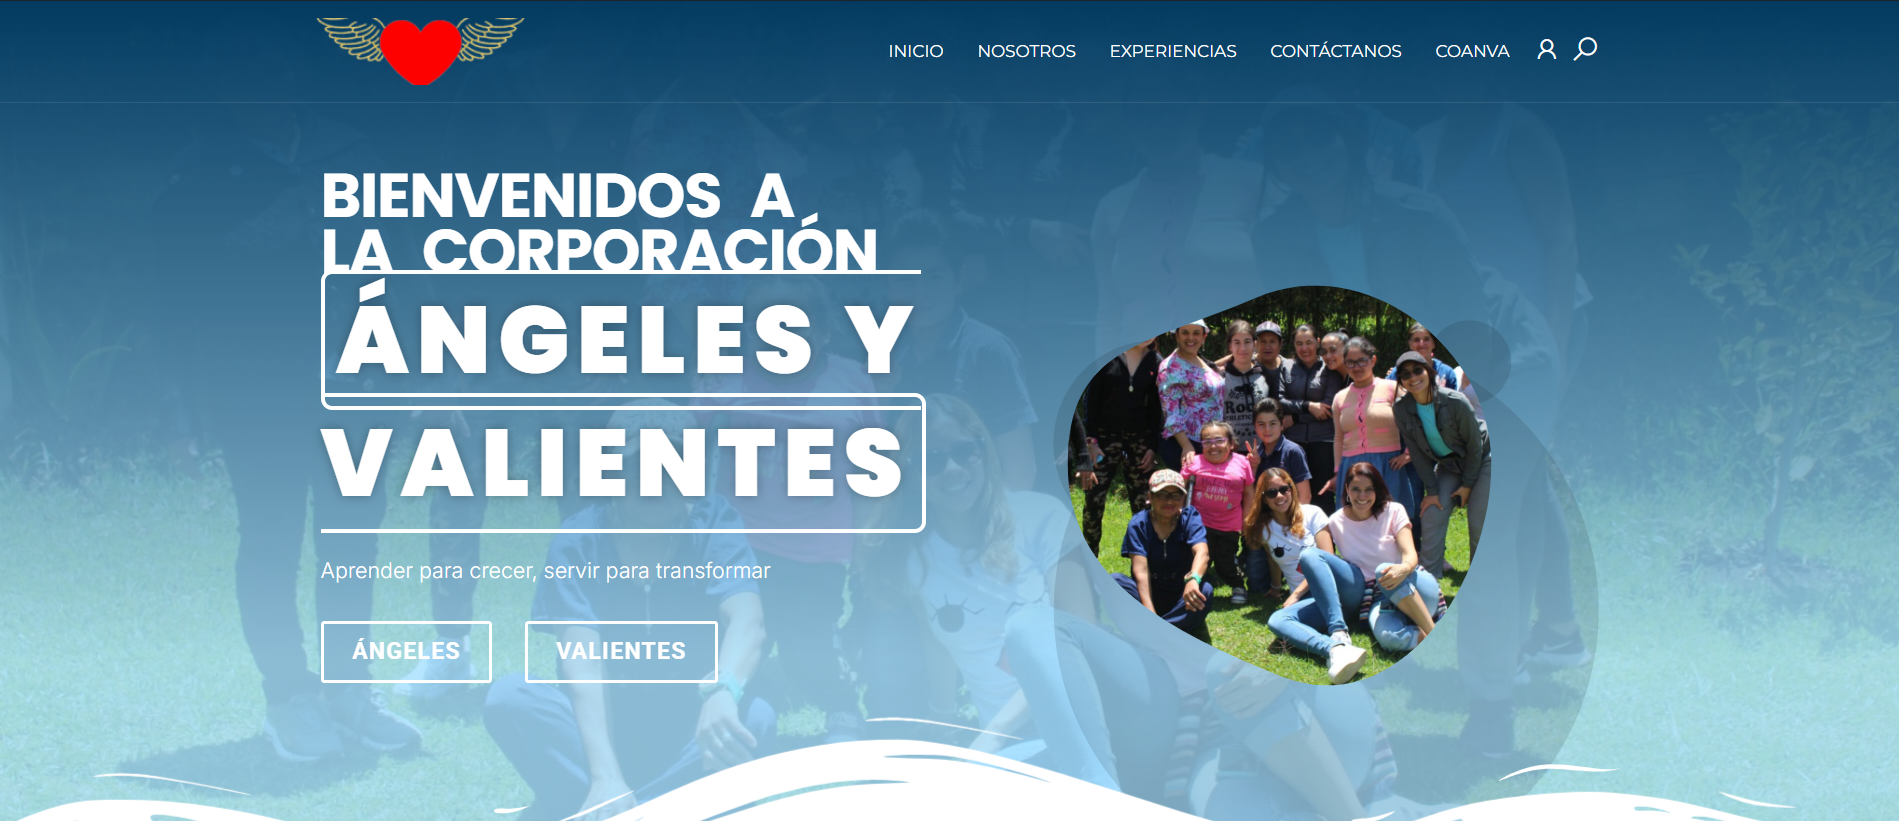 INICIO NOSOTROS EXPERIENCIAS CONTÁCTANOS COANVA
BIENVENIDOS A
LA CORPORACIÓN
ÁNGELES Y
VALIENTES
Aprender para crecer, servir para transformar
ÁNGELES VALIENTES